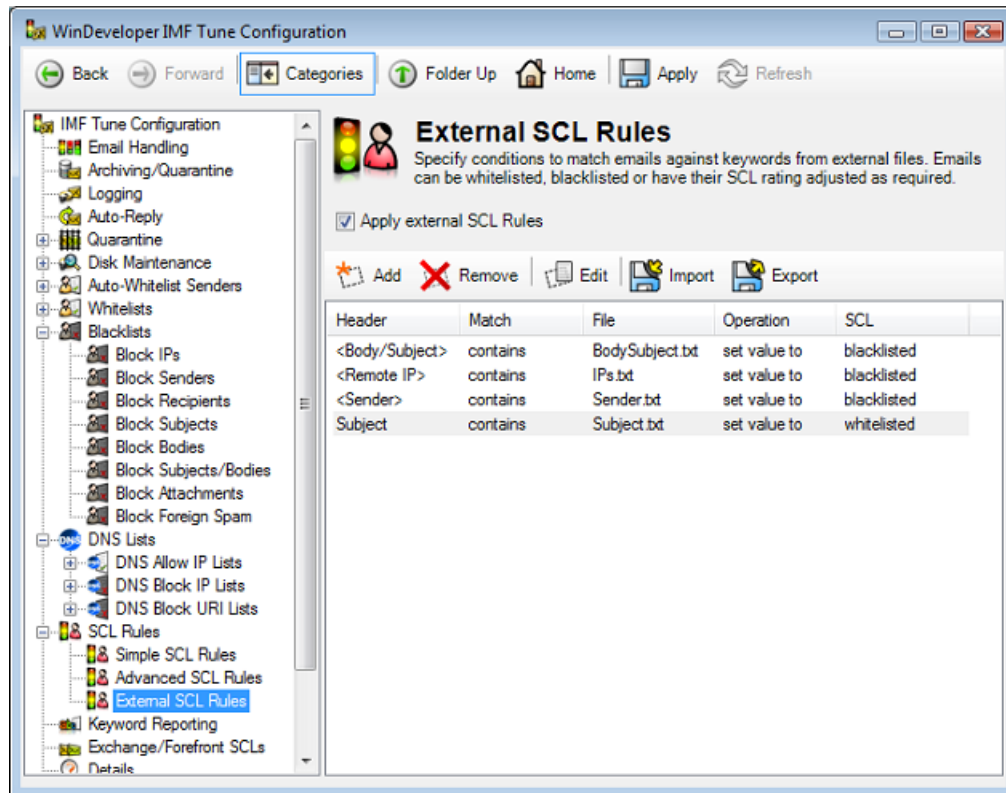 WinDeveloper IMF Tune Configuration
Back Forward Categories Folder Up Home Apply Refresh
IMF Tune Configuration
Email Handling
Archiving/Quarantine
Logging
Auto-Reply
Quarantine
Disk Maintenance
Auto-Whitelist Senders
Whitelists
Blacklists
Block IPs
Block Senders
Block Recipients
Block Subjects
Block Bodies
Block Subjects/Bodies
Block Attachments
Block Foreign Spam
DNS DNS Lists
DNS Allow IP Lists
DNS Block IP Lists
DNS Block URI Lists
SCL Rules
Simple SCL Rules
Advanced SCL Rules
External SCL Rules
Keyword Reporting
Exchange/Forefront SCLs
Details
External SCL Rules
Specify conditions to match emails against keywords from external files. Emails
can be whitelisted, blacklisted or have their SCL rating adjusted as required.
Apply external SCL Rules
Add Remove Edit Import Export
Header Match File Operation SCL
<Body/Subject> contains BodySubject.txt set value to blacklisted
<Remote IP> contains IPs.txt set value to blacklisted
<Sender> contains Sender.txt set value to blacklisted
Subject contains Subject.txt set value to whitelisted